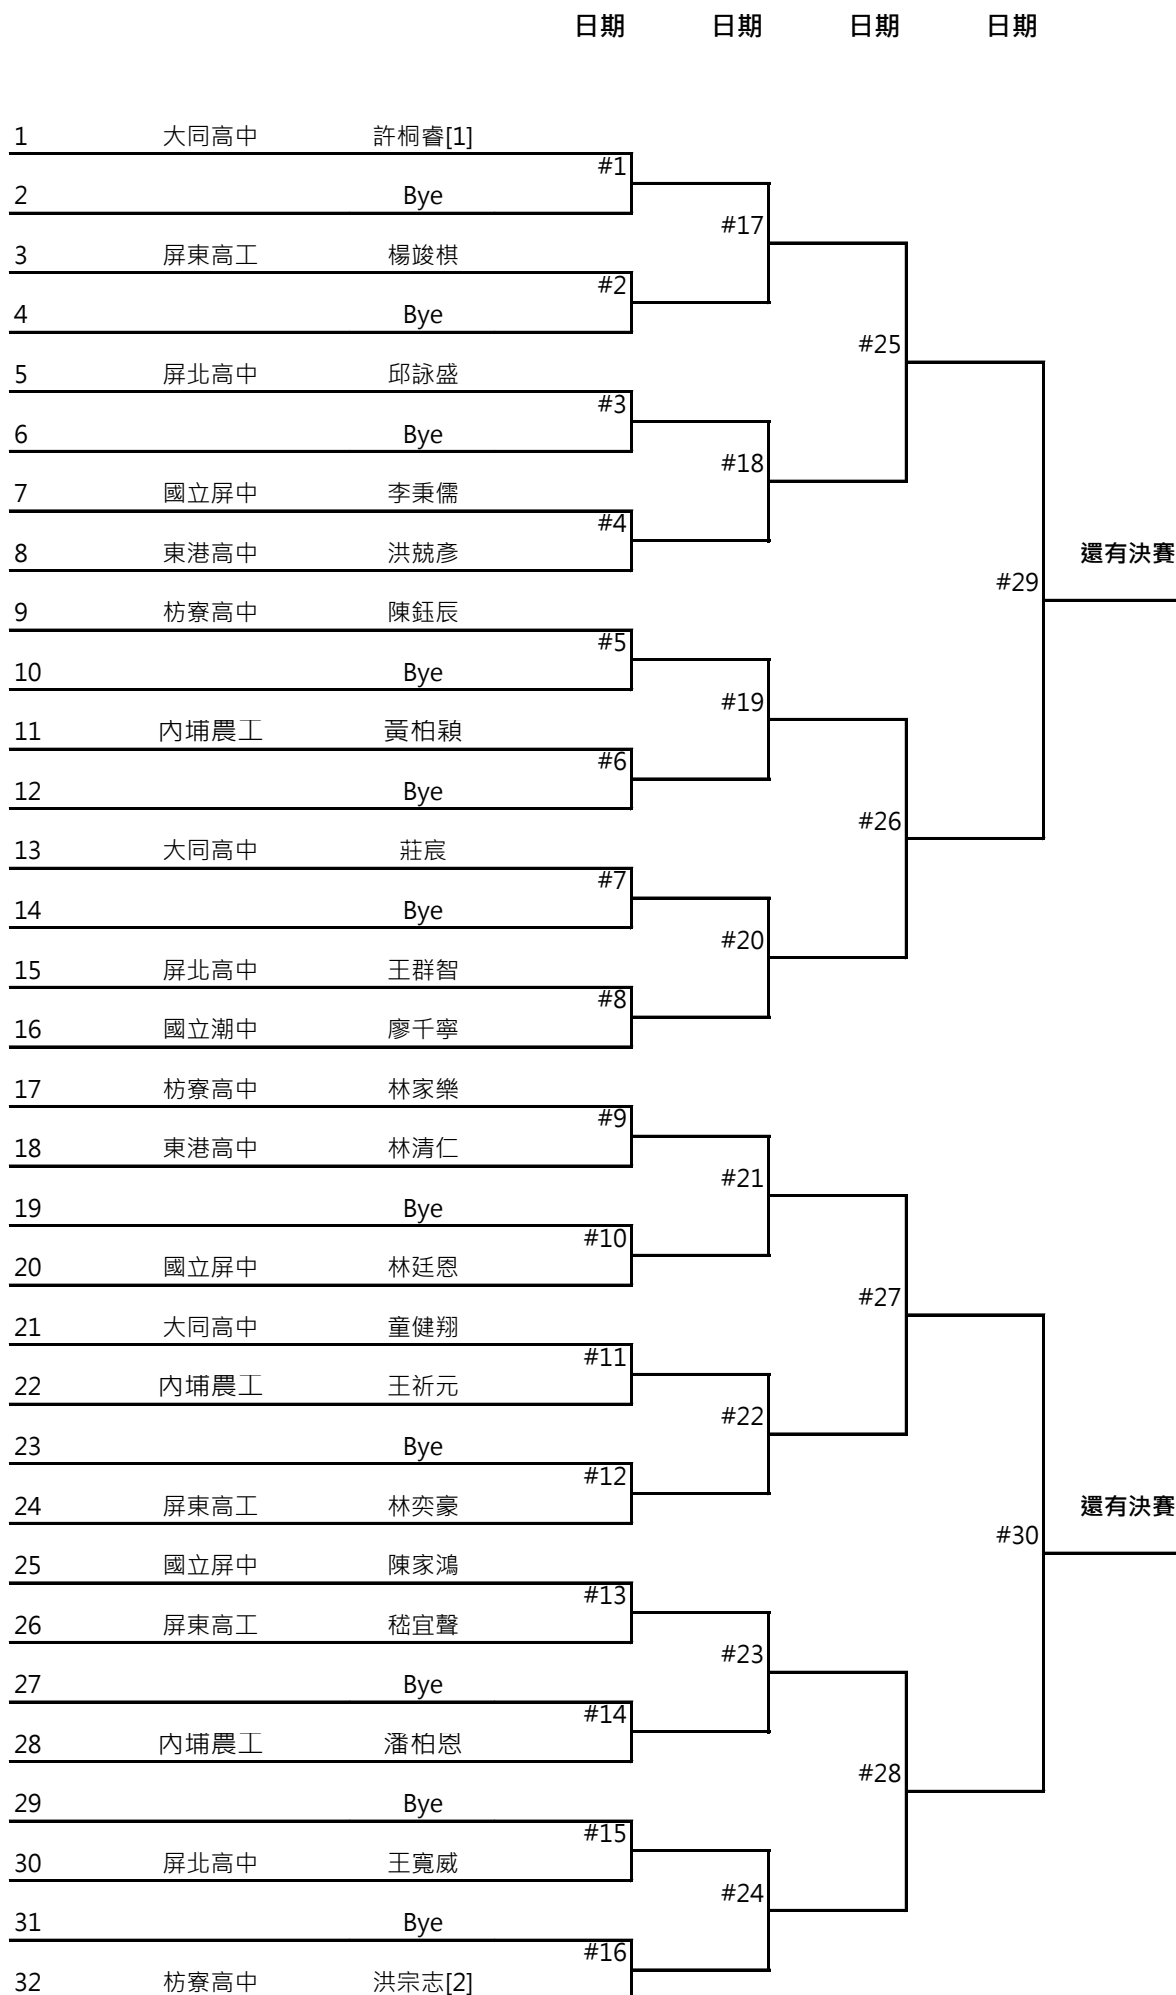 日期 日期 日期 日期
1 大同高中 許桐睿[1]
#1
2 Bye
#17
3 屏東高工 楊竣棋
#2
4 Bye
#25
5 屏北高中 邱詠盛
#3
6 Bye
#18
7 國立屏中 李秉儒
#4
8 東港高中 洪兢彥 還有決賽
#29
9 枋寮高中 陳鈺辰
#5
10 Bye
#19
11 內埔農工 黃柏穎
#6
12 Bye
#26
13 大同高中 莊宸
#7
14 Bye
#20
15 屏北高中 王群智
#8
16 國立潮中 廖千寧
17 枋寮高中 林家樂
#9
18 東港高中 林清仁
#21
19 Bye
#10
20 國立屏中 林廷恩
#27
21 大同高中 童健翔
#11
22 內埔農工 王祈元
#22
23 Bye
#12
24 屏東高工 林奕豪 還有決賽
#30
25 國立屏中 陳家鴻
#13
26 屏東高工 嵇宜聲
#23
27 Bye
#14
28 內埔農工 潘柏恩
#28
29 Bye
#15
30 屏北高中 王寬威
#24
31 Bye
#16
32 枋寮高中 洪宗志[2]